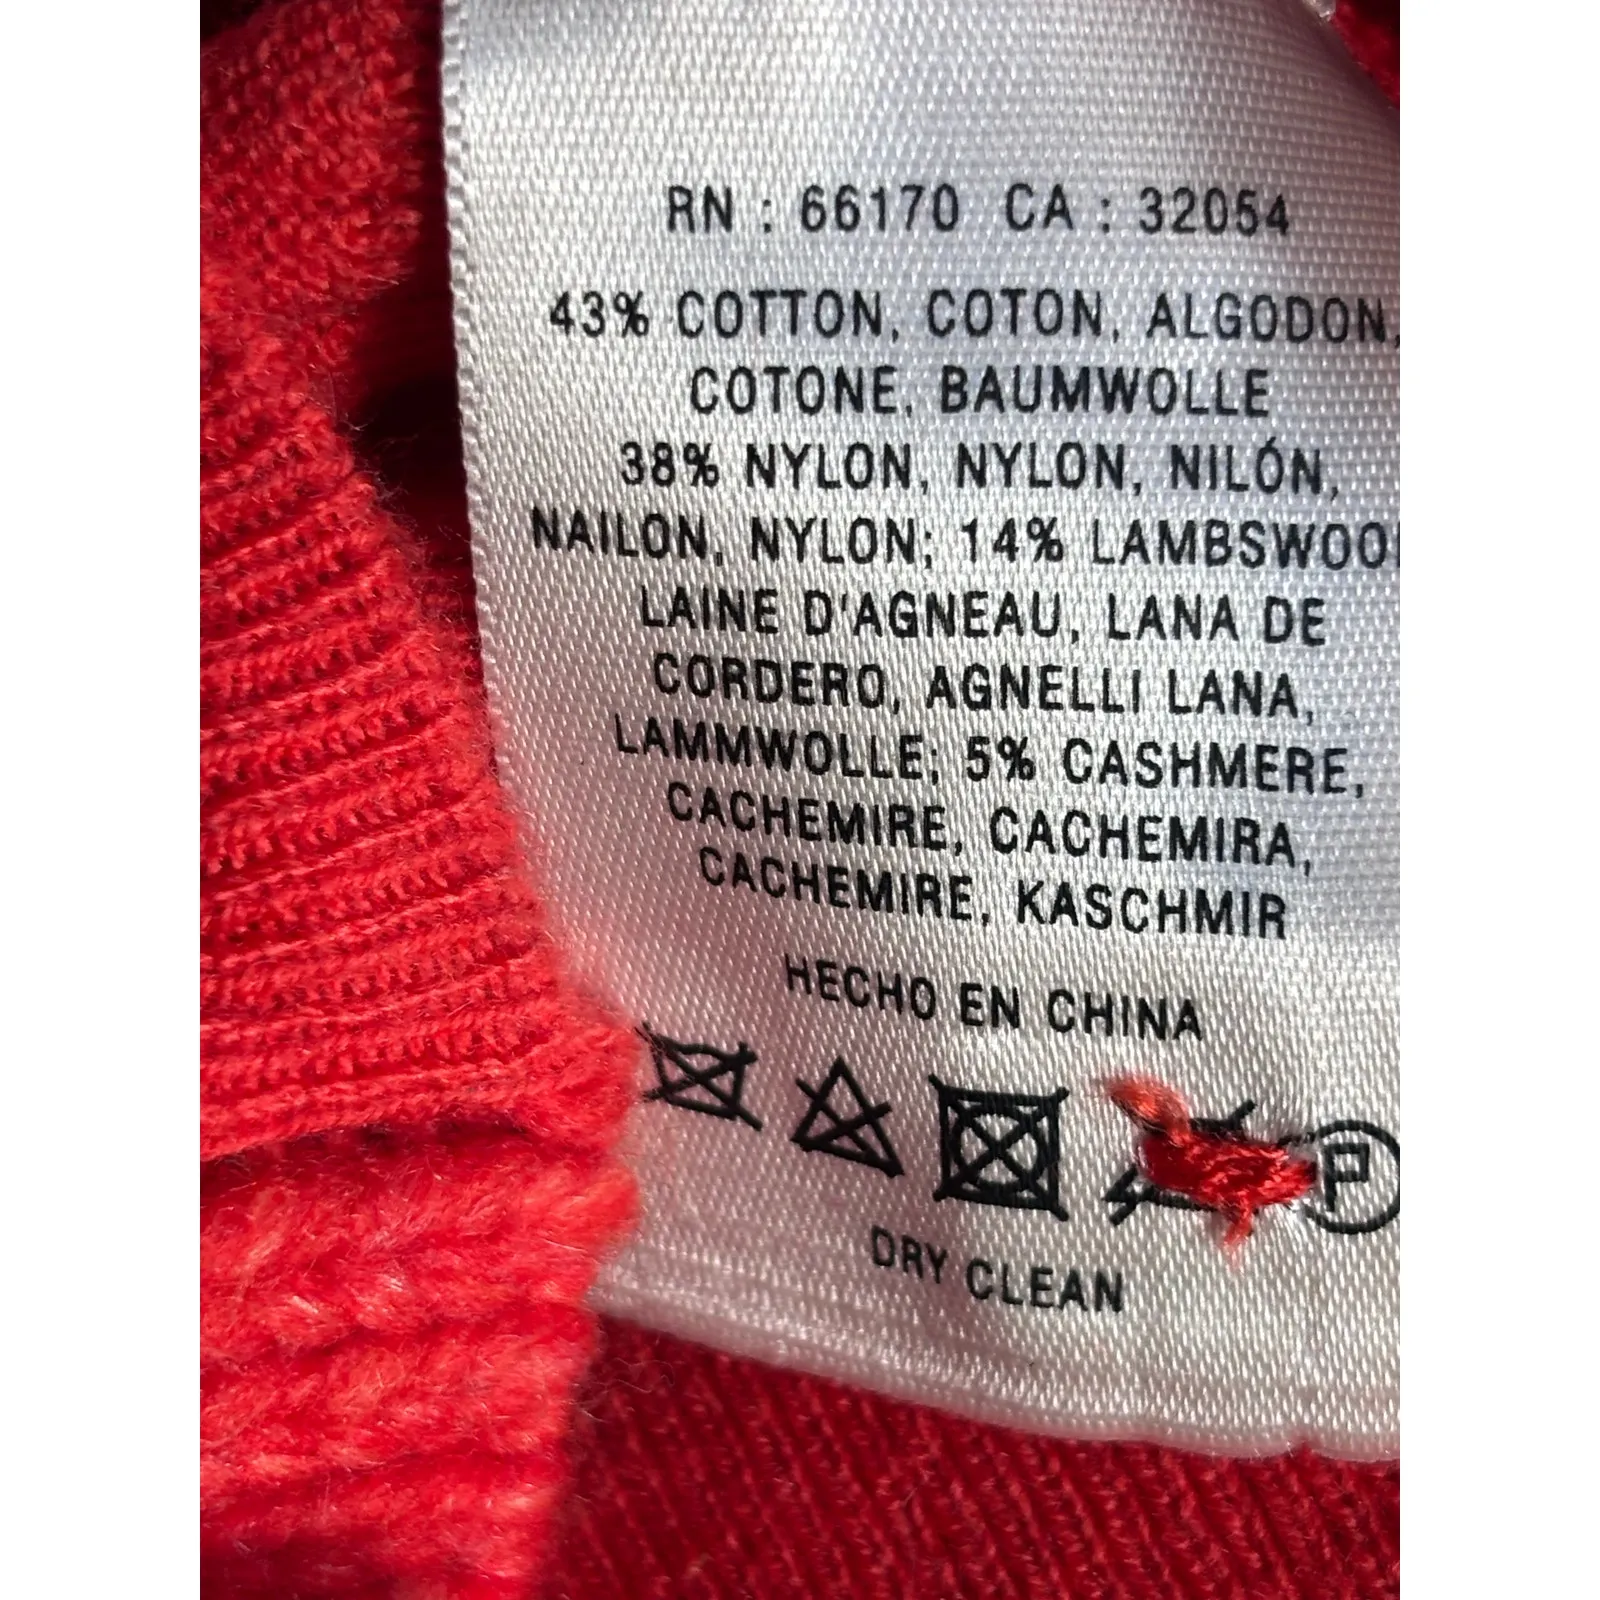 RN : 66170 CA : 32054
43% COTTON, COTON, ALGODON,
COTONE, BAUMWOLLE
38% NYLON, NYLON, NILÓN,
NAILON, NYLON; 14% LAMBSWOOL
LAINE D'AGNEAU, LANA DE
CORDERO, AGNELLI LANA,
LAMMWOLLE; 5% CASHMERE,
CACHEMIRE, CACHEMIRA,
CACHEMIRE, KASCHMIR
HECHO EN CHINA
P
DRY CLEAN